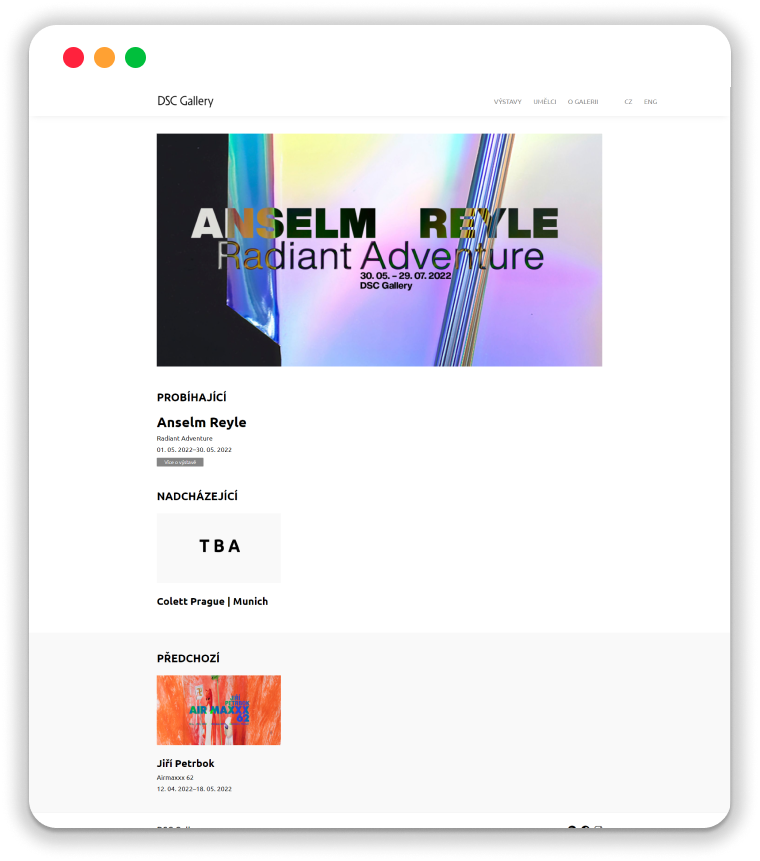 DSC Gallery
VÝSTAVY UMĚLCI O GALERII CZ ENG
ANSELM REYLE
Radiant Adventure
30. 05. – 29. 07. 2022
DSC Gallery
PROBÍHAJÍCÍ
Anselm Reyle
Radiant Adventure
01. 05. 2022–30. 05. 2022
Více o výstavě
NADCHÁZEJÍCÍ
TBA
Colett Prague | Munich
PŘEDCHOZÍ
JIŘÍ
PETRBOK
AIR MAXXX
62
Jiří Petrbok
Airmaxxx 62
12. 04. 2022–18. 05. 2022